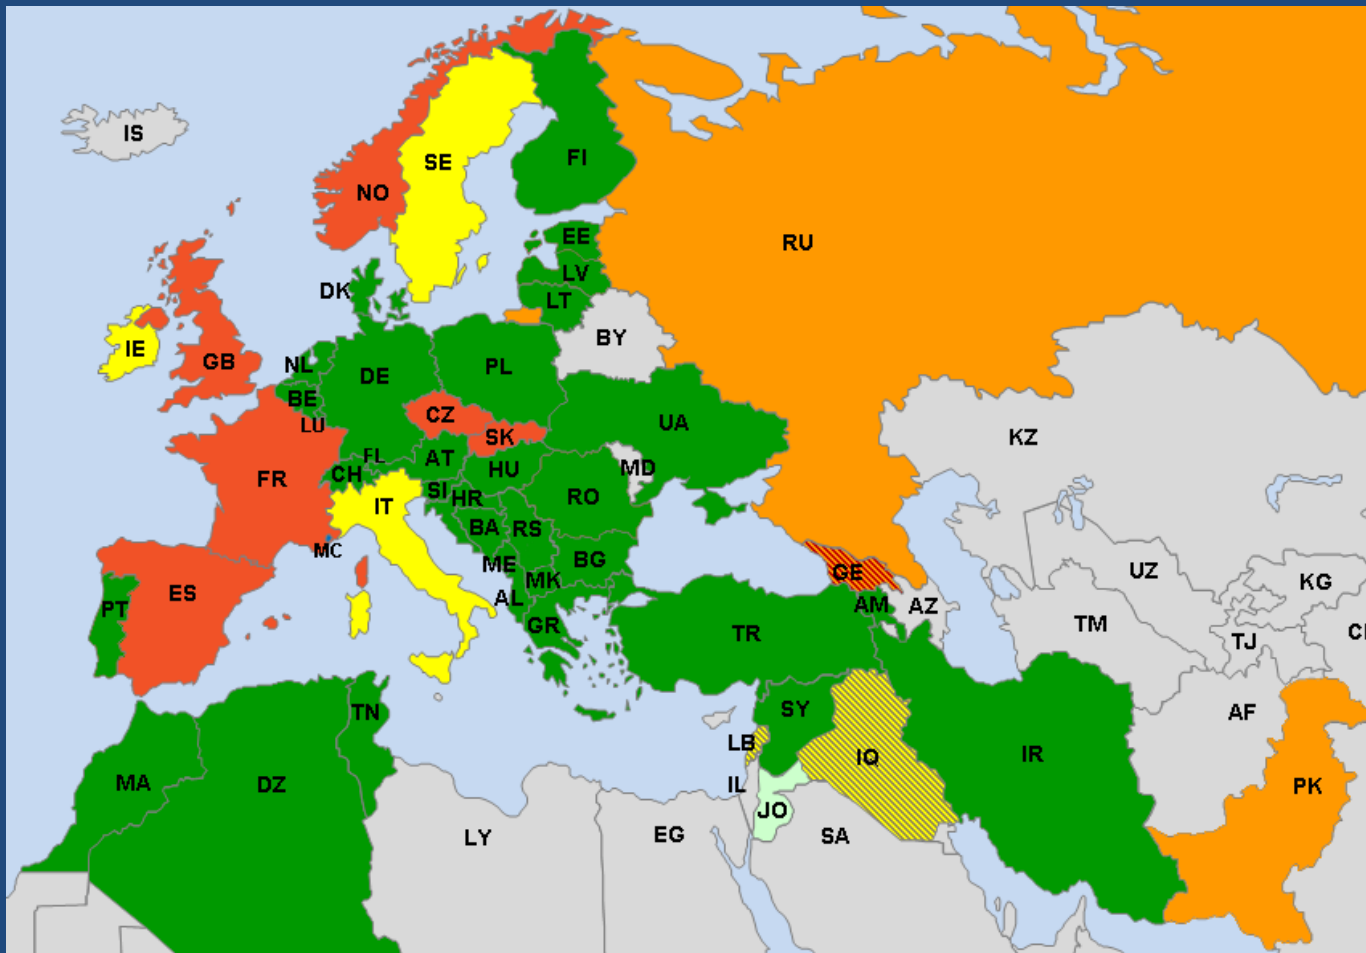 IS
SE
FI
NO
RU
EE
LV
DK
LT
BY
IE
GB
NL
DE
PL
BE
CZ
UA
LU
SK
FL
AT
KZ
CH
HU
MD
FR
SI
HR
RO
IT
BA
RS
MC
ME
BG
GE
UZ
MK
KG
ES
AL
AM
AZ
PT
GR
TM
TR
TJ
SY
TN
AF
LB
IQ
IR
MA
DZ
IL
PK
JO
LY
EG
SA